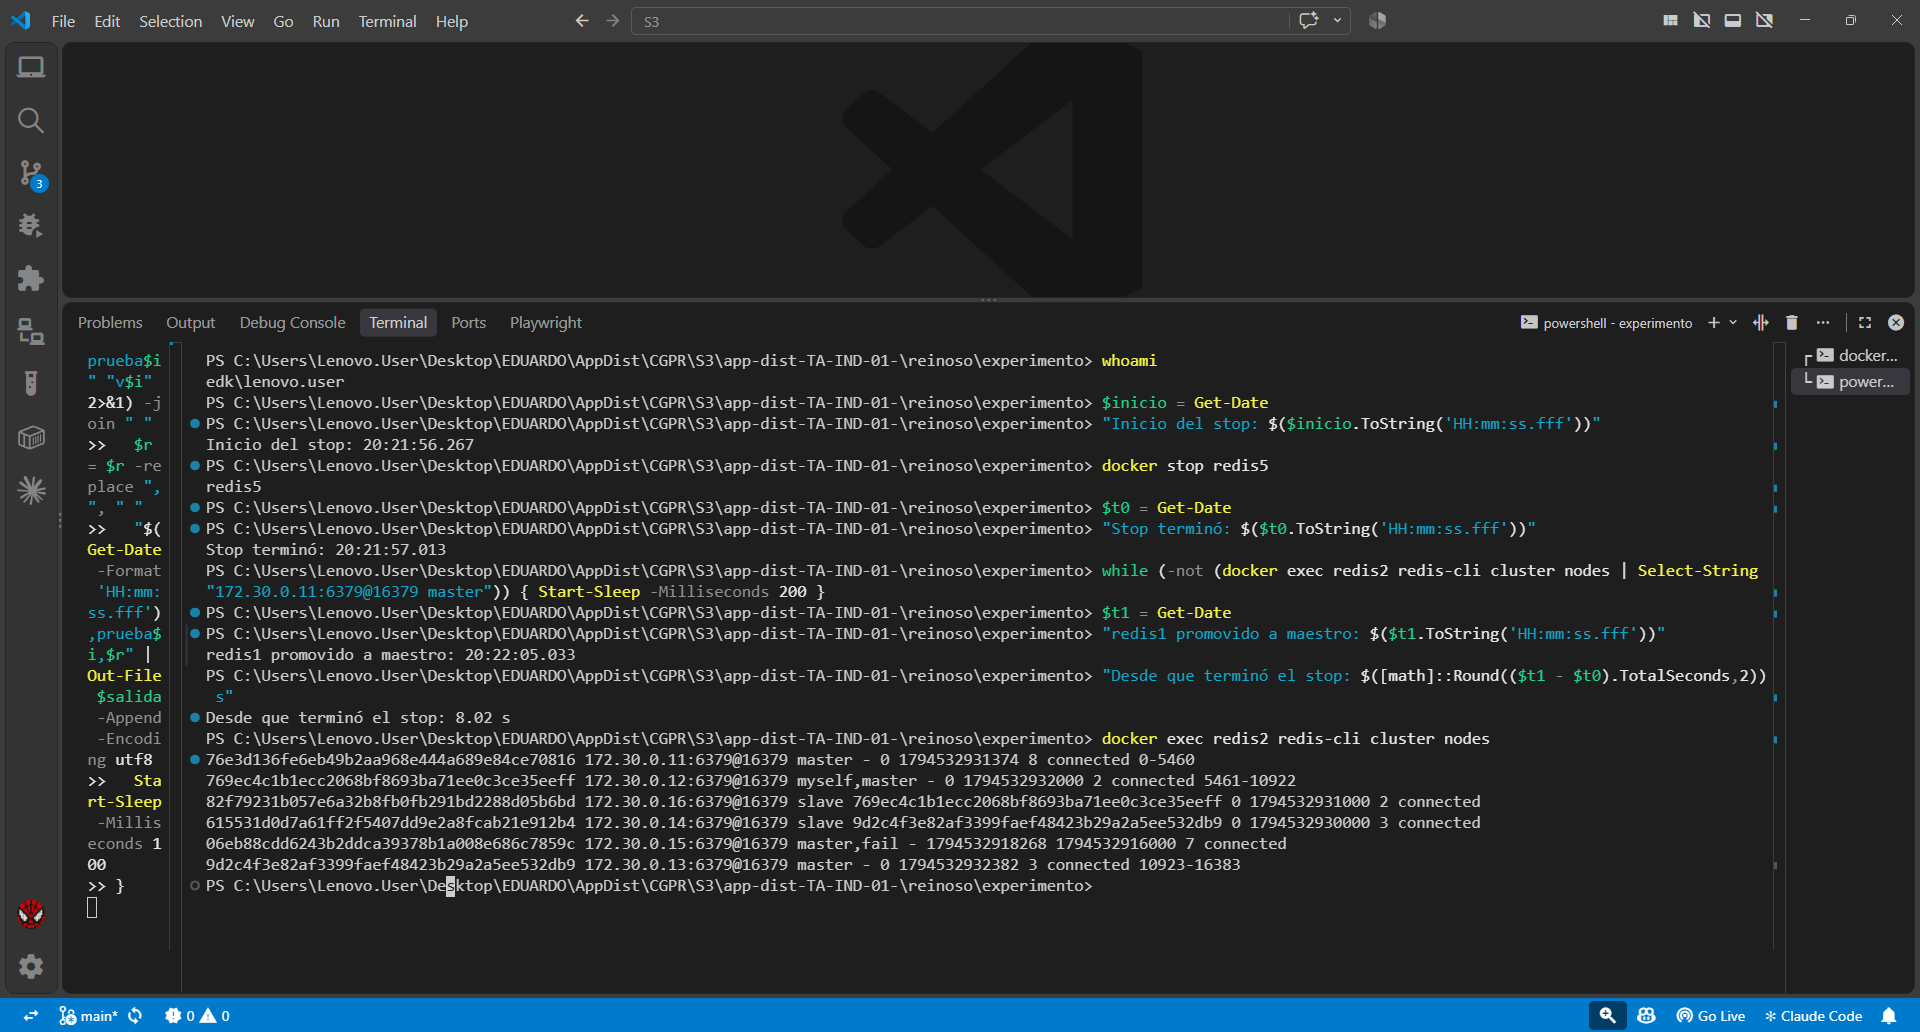 File Edit Selection View Go Run Terminal Help
S3
3
Problems Output Debug Console Terminal Ports Playwright
powershell - experimento
docker...
power...
prueba$i
" "v$i"
2>&1) -j
oin " "
>>   $r
= $r -re
place ",
", " "
>>   "$(
Get-Date
-Format
'HH:mm:
ss.fff')
,prueba$
i,$r" |
Out-File
$salida
-Append
-Encodi
ng utf8
>>   Sta
rt-Sleep
-Millis
econds 1
00
>> }
PS C:\Users\Lenovo.User\Desktop\EDUARDO\AppDist\CGPR\S3\app-dist-TA-IND-01-\reinoso\experimento> whoami
edk\lenovo.user
PS C:\Users\Lenovo.User\Desktop\EDUARDO\AppDist\CGPR\S3\app-dist-TA-IND-01-\reinoso\experimento> $inicio = Get-Date
PS C:\Users\Lenovo.User\Desktop\EDUARDO\AppDist\CGPR\S3\app-dist-TA-IND-01-\reinoso\experimento> "Inicio del stop: $($inicio.ToString('HH:mm:ss.fff'))"
Inicio del stop: 20:21:56.267
PS C:\Users\Lenovo.User\Desktop\EDUARDO\AppDist\CGPR\S3\app-dist-TA-IND-01-\reinoso\experimento> docker stop redis5
redis5
PS C:\Users\Lenovo.User\Desktop\EDUARDO\AppDist\CGPR\S3\app-dist-TA-IND-01-\reinoso\experimento> $t0 = Get-Date
PS C:\Users\Lenovo.User\Desktop\EDUARDO\AppDist\CGPR\S3\app-dist-TA-IND-01-\reinoso\experimento> "Stop terminó: $($t0.ToString('HH:mm:ss.fff'))"
Stop terminó: 20:21:57.013
PS C:\Users\Lenovo.User\Desktop\EDUARDO\AppDist\CGPR\S3\app-dist-TA-IND-01-\reinoso\experimento> while (-not (docker exec redis2 redis-cli cluster nodes | Select-String
"172.30.0.11:6379@16379 master")) { Start-Sleep -Milliseconds 200 }
PS C:\Users\Lenovo.User\Desktop\EDUARDO\AppDist\CGPR\S3\app-dist-TA-IND-01-\reinoso\experimento> $t1 = Get-Date
PS C:\Users\Lenovo.User\Desktop\EDUARDO\AppDist\CGPR\S3\app-dist-TA-IND-01-\reinoso\experimento> "redis1 promovido a maestro: $($t1.ToString('HH:mm:ss.fff'))"
redis1 promovido a maestro: 20:22:05.033
PS C:\Users\Lenovo.User\Desktop\EDUARDO\AppDist\CGPR\S3\app-dist-TA-IND-01-\reinoso\experimento> "Desde que terminó el stop: $([math]::Round(($t1 - $t0).TotalSeconds,2))
s"
Desde que terminó el stop: 8.02 s
PS C:\Users\Lenovo.User\Desktop\EDUARDO\AppDist\CGPR\S3\app-dist-TA-IND-01-\reinoso\experimento> docker exec redis2 redis-cli cluster nodes
76e3d136fe6eb49b2aa968e444a689e84ce70816 172.30.0.11:6379@16379 master - 0 1794532931374 8 connected 0-5460
769ec4c1b1ecc2068bf8693ba71ee0c3ce35eeff 172.30.0.12:6379@16379 myself,master - 0 1794532932000 2 connected 5461-10922
82f79231b057e6a32b8fb0fb291bd2288d05b6bd 172.30.0.16:6379@16379 slave 769ec4c1b1ecc2068bf8693ba71ee0c3ce35eeff 0 1794532931000 2 connected
615531d0d7a61ff2f5407dd9e2a8fcab21e912b4 172.30.0.14:6379@16379 slave 9d2c4f3e82af3399faef48423b29a2a5ee532db9 0 1794532930000 3 connected
06eb88cdd6243b2ddca39378b1a008e686c7859c 172.30.0.15:6379@16379 master,fail - 1794532918268 1794532916000 7 connected
9d2c4f3e82af3399faef48423b29a2a5ee532db9 172.30.0.13:6379@16379 master - 0 1794532932382 3 connected 10923-16383
PS C:\Users\Lenovo.User\Desktop\EDUARDO\AppDist\CGPR\S3\app-dist-TA-IND-01-\reinoso\experimento>
main* 0 0
Go Live Claude Code